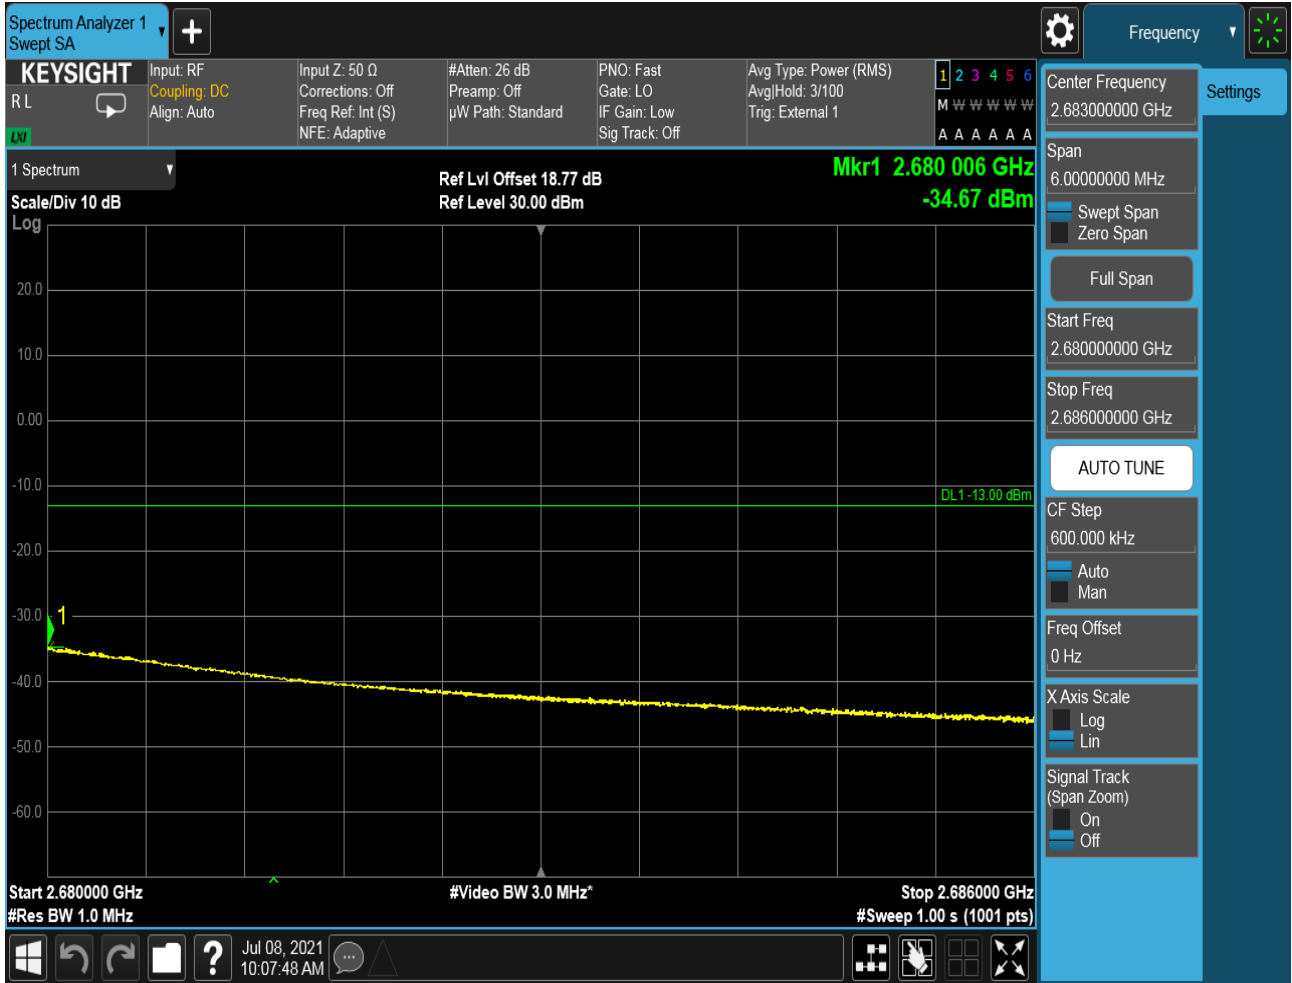 Spectrum Analyzer 1
Swept SA
Frequency
KEYSIGHT
R L
LXI
Input: RF
Coupling: DC
Align: Auto
Input Z: 50 Ω
Corrections: Off
Freq Ref: Int (S)
NFE: Adaptive
#Atten: 26 dB
Preamp: Off
µW Path: Standard
PNO: Fast
Gate: LO
IF Gain: Low
Sig Track: Off
Avg Type: Power (RMS)
Avg|Hold: 3/100
Trig: External 1
1 2 3 4 5 6
M W W W W W
A A A A A A
1 Spectrum
Scale/Div 10 dB
Log
Ref Lvl Offset 18.77 dB
Ref Level 30.00 dBm
Mkr1 2.680 006 GHz
-34.67 dBm
20.0
10.0
0.00
-10.0
DL1 -13.00 dBm
-20.0
-30.0
1
-40.0
-50.0
-60.0
Start 2.680000 GHz
#Res BW 1.0 MHz
#Video BW 3.0 MHz*
Stop 2.686000 GHz
#Sweep 1.00 s (1001 pts)
?
Jul 08, 2021
10:07:48 AM
Center Frequency
2.683000000 GHz
Span
6.00000000 MHz
Swept Span
Zero Span
Full Span
Start Freq
2.680000000 GHz
Stop Freq
2.686000000 GHz
AUTO TUNE
CF Step
600.000 kHz
Auto
Man
Freq Offset
0 Hz
X Axis Scale
Log
Lin
Signal Track
(Span Zoom)
On
Off
Settings